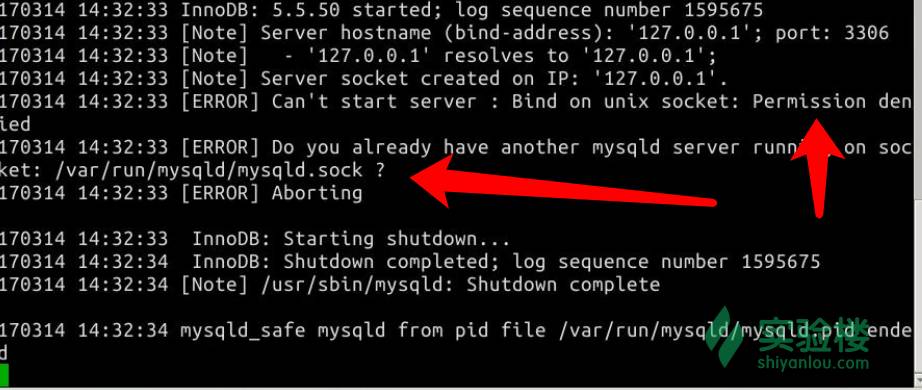 170314 14:32:33 InnoDB: 5.5.50 started; log sequence number 1595675
170314 14:32:33 [Note] Server hostname (bind-address): '127.0.0.1'; port: 3306
170314 14:32:33 [Note]   - '127.0.0.1' resolves to '127.0.0.1';
170314 14:32:33 [Note] Server socket created on IP: '127.0.0.1'.
170314 14:32:33 [ERROR] Can't start server : Bind on unix socket: Permission den
ied
170314 14:32:33 [ERROR] Do you already have another mysqld server on soc
ket: /var/run/mysqld/mysqld.sock ?
170314 14:32:33 [ERROR] Aborting
170314 14:32:33  InnoDB: Starting shutdown...
170314 14:32:34  InnoDB: Shutdown completed; log sequence number 1595675
170314 14:32:34 [Note] /usr/sbin/mysqld: Shutdown complete
170314 14:32:34 mysqld_safe mysqld from pid file /var/run/mysqld/mysqld.pid ende
d
实验楼
shiyanlou.com